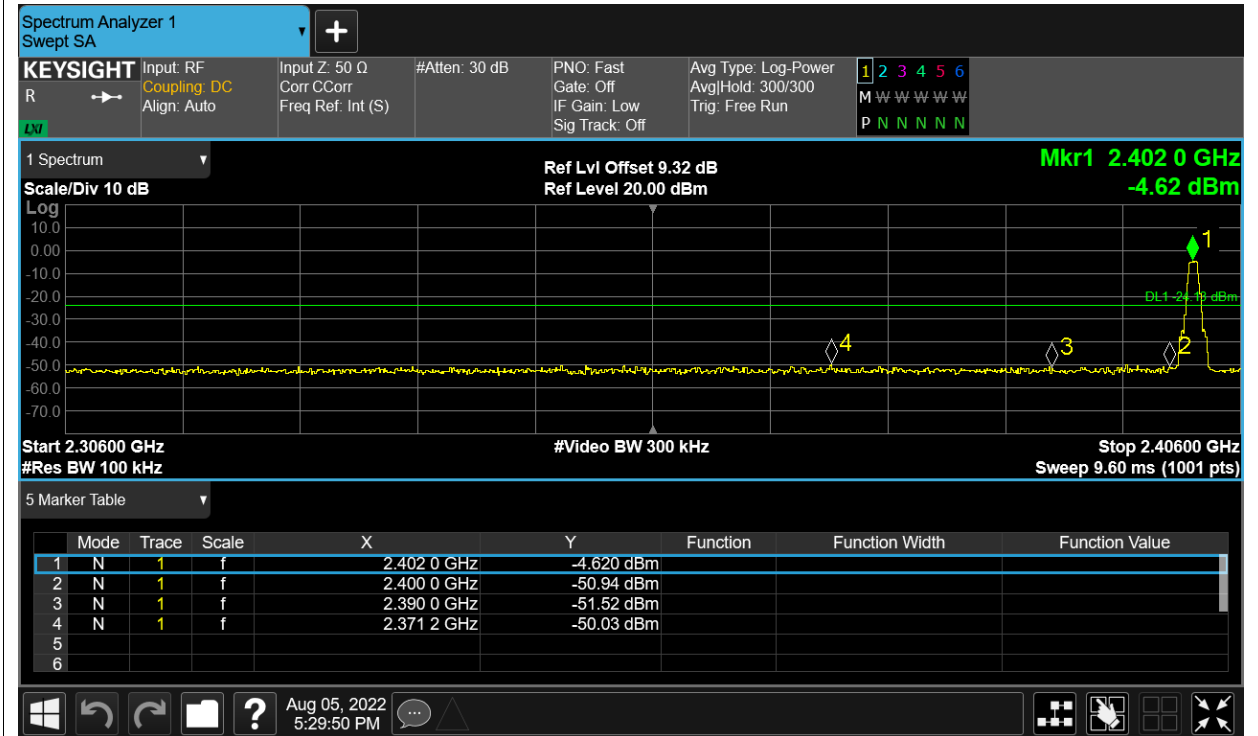 Spectrum Analyzer 1
Swept SA
+
KEYSIGHT Input: RF Input Z: 50 Ω #Atten: 30 dB PNO: Fast Avg Type: Log-Power 1 2 3 4 5 6
R Coupling: DC Corr CCorr Gate: Off Avg|Hold: 300/300 M W W W W W
Align: Auto Freq Ref: Int (S) IF Gain: Low Trig: Free Run
LXI Sig Track: Off P N N N N N
1 Spectrum Ref Lvl Offset 9.32 dB Mkr1 2.402 0 GHz
Scale/Div 10 dB Ref Level 20.00 dBm -4.62 dBm
Log
10.0
1
0.00
-10.0
-20.0
DL1 -24.13 dBm
-30.0
-40.0
4 3 2
-50.0
-60.0
-70.0
Start 2.30600 GHz #Video BW 300 kHz Stop 2.40600 GHz
#Res BW 100 kHz Sweep 9.60 ms (1001 pts)
5 Marker Table
Mode Trace Scale X Y Function Function Width Function Value
1 N 1 f 2.402 0 GHz -4.620 dBm
2 N 1 f 2.400 0 GHz -50.94 dBm
3 N 1 f 2.390 0 GHz -51.52 dBm
4 N 1 f 2.371 2 GHz -50.03 dBm
5
6
? Aug 05, 2022
5:29:50 PM